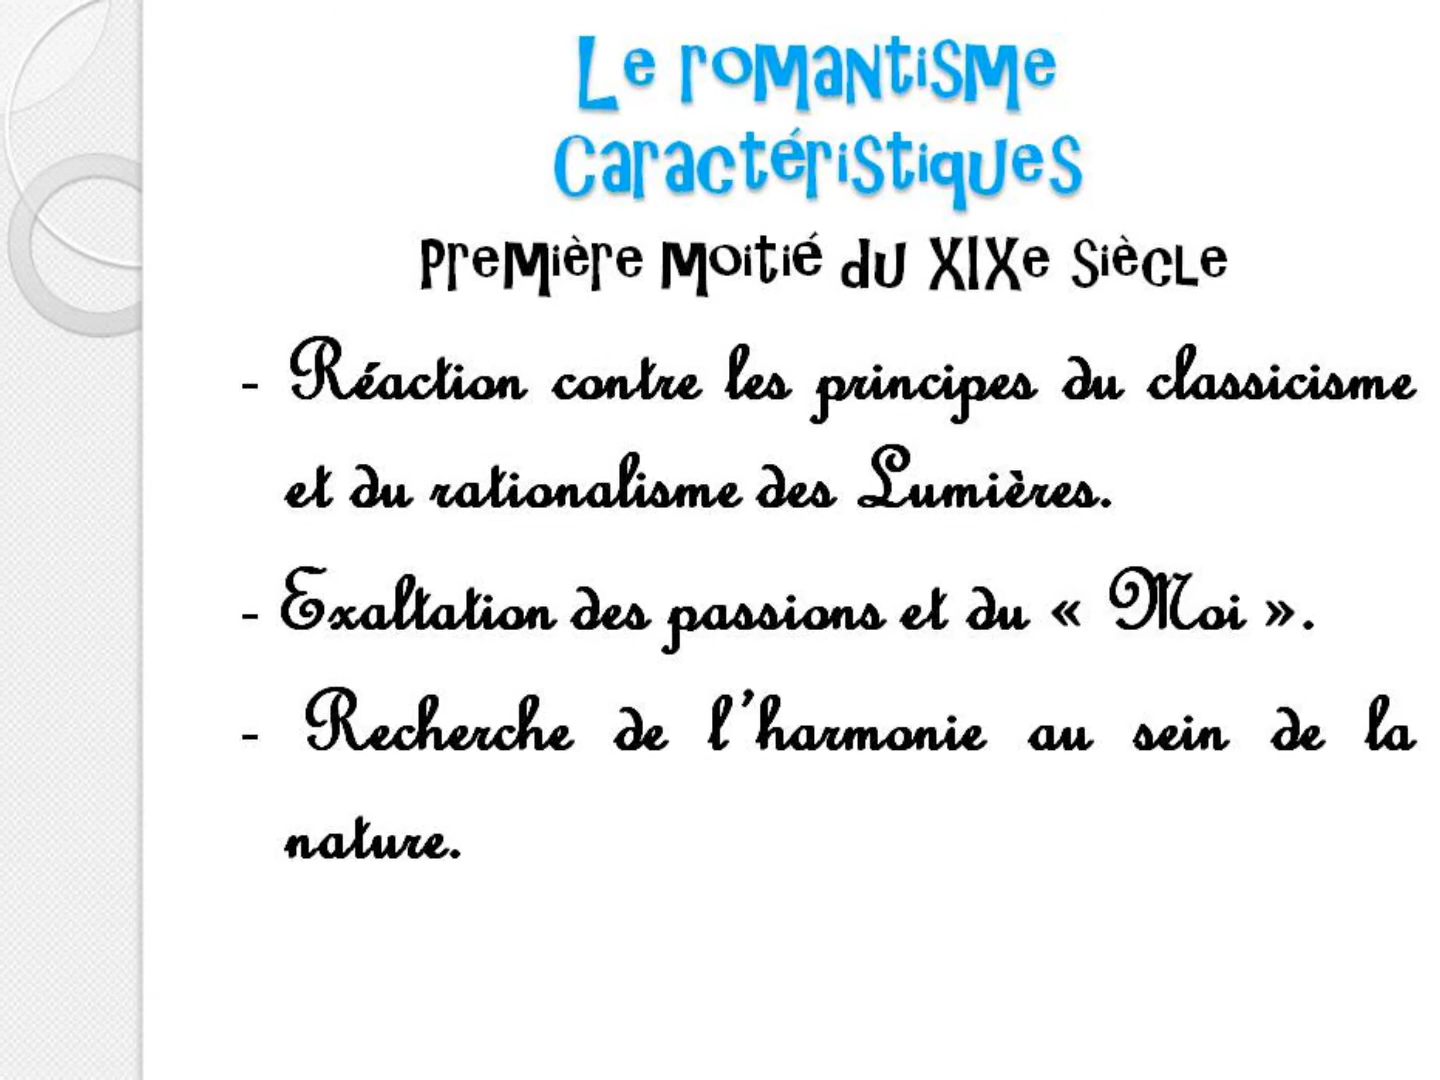 Le romantisme
Caractéristiques
Première moitié du XIXe siècle
- Réaction contre les principes du classicisme
et du rationalisme des Lumières.
- Exaltation des passions et du « Moi ».
- Recherche de l'harmonie au sein de la
nature.